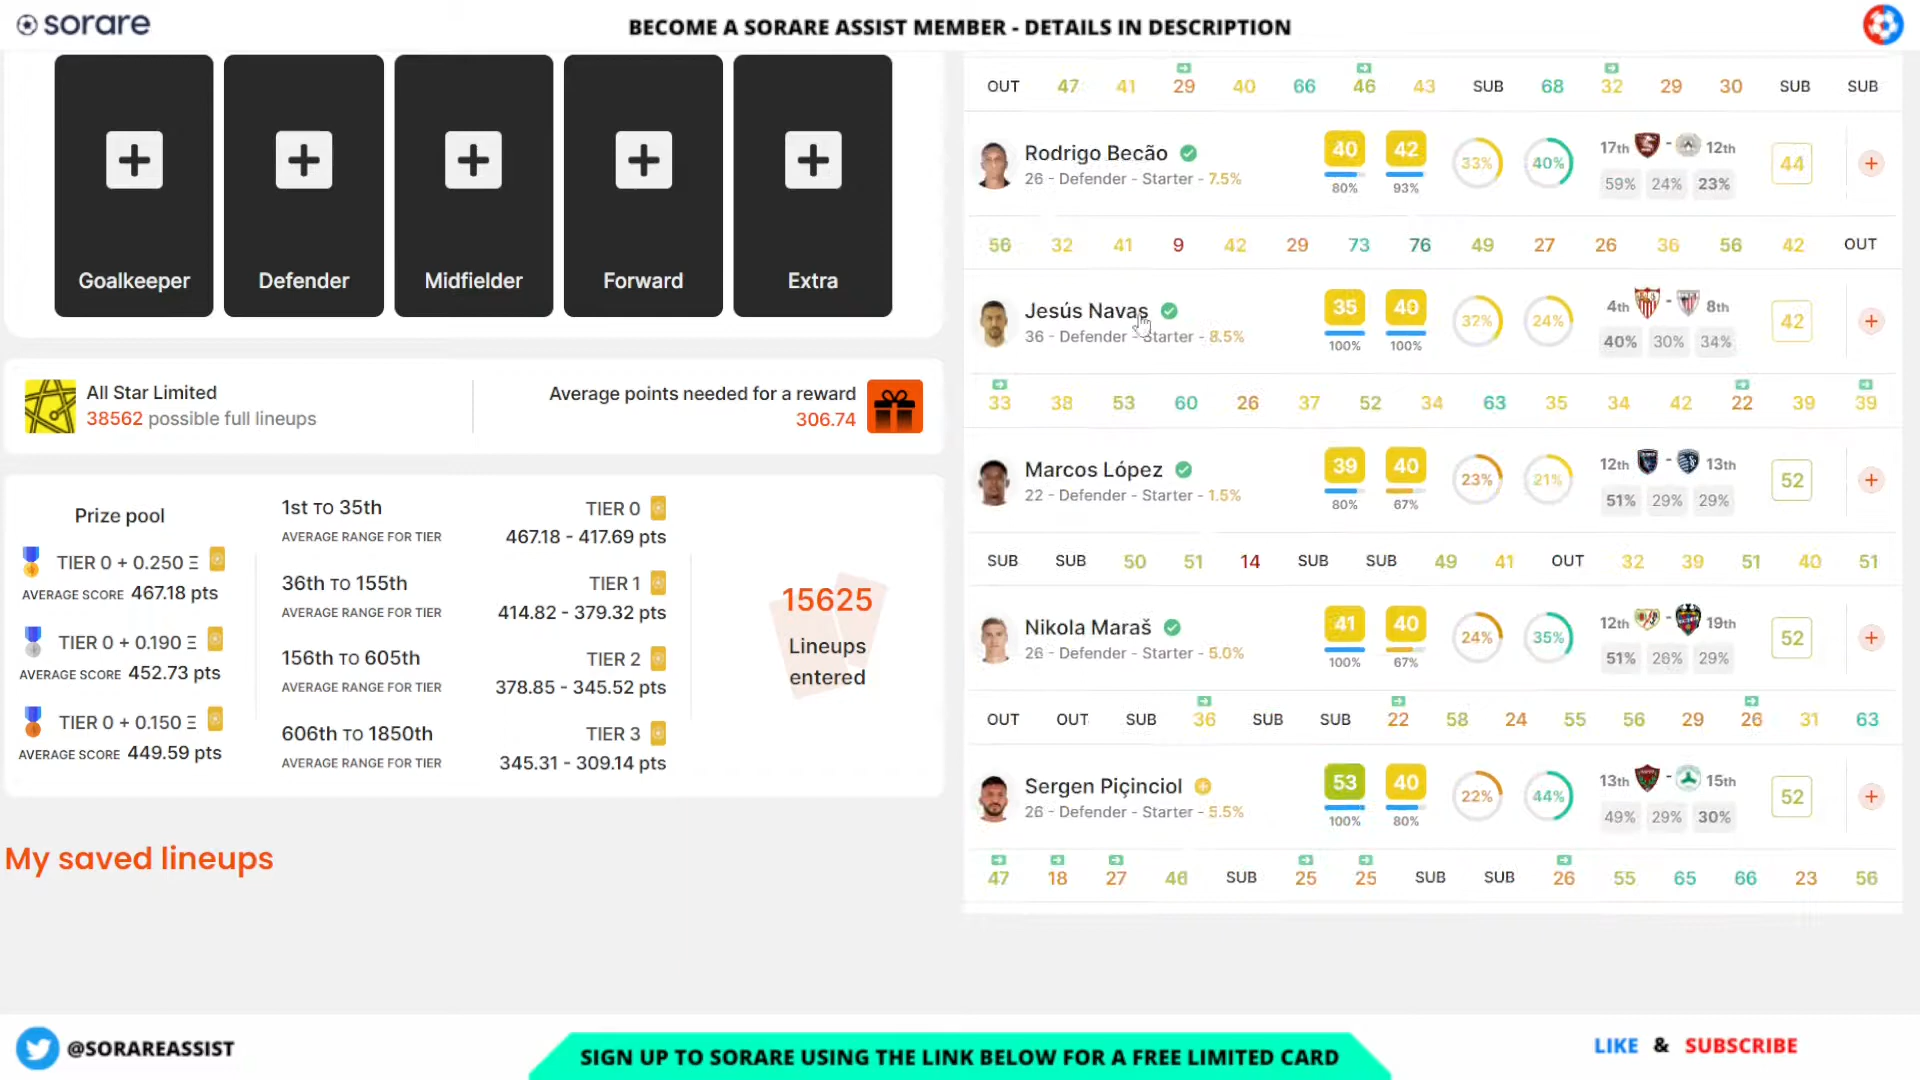 sorare
BECOME A SORARE ASSIST MEMBER - DETAILS IN DESCRIPTION
Goalkeeper
Defender
Midfielder
Forward
Extra
All Star Limited
38562 possible full lineups
Average points needed for a reward
306.74
Prize pool
TIER 0 + 0.250 Ξ
AVERAGE SCORE 467.18 pts
TIER 0 + 0.190 Ξ
AVERAGE SCORE 452.73 pts
TIER 0 + 0.150 Ξ
AVERAGE SCORE 449.59 pts
1st TO 35th TIER 0
AVERAGE RANGE FOR TIER 467.18 - 417.69 pts
36th TO 155th TIER 1
AVERAGE RANGE FOR TIER 414.82 - 379.32 pts
156th TO 605th TIER 2
AVERAGE RANGE FOR TIER 378.85 - 345.52 pts
606th TO 1850th TIER 3
AVERAGE RANGE FOR TIER 345.31 - 309.14 pts
15625
Lineups
entered
My saved lineups
OUT 47 41 29 40 66 46 43 SUB 68 32 29 30 SUB SUB
Rodrigo Becão 40 42 33% 40% 17th - 12th 44
26 - Defender - Starter - 7.5% 80% 93% 59% 24% 23%
56 32 41 9 42 29 73 76 49 27 26 36 56 42 OUT
Jesús Navas 35 40 32% 24% 4th - 8th 42
36 - Defender - Starter - 8.5% 100% 100% 40% 30% 34%
33 38 53 60 26 37 52 34 63 35 34 42 22 39 39
Marcos López 39 40 23% 21% 12th - 13th 52
22 - Defender - Starter - 1.5% 80% 67% 51% 29% 29%
SUB SUB 50 51 14 SUB SUB 49 41 OUT 32 39 51 40 51
Nikola Maraš 41 40 24% 35% 12th - 19th 52
26 - Defender - Starter - 5.0% 100% 67% 51% 28% 29%
OUT OUT SUB 36 SUB SUB 22 58 24 55 56 29 26 31 63
Sergen Piçinciol 53 40 22% 44% 13th - 15th 52
26 - Defender - Starter - 5.5% 100% 80% 49% 29% 30%
47 18 27 46 SUB 25 25 SUB SUB 26 55 65 66 23 56
@SORAREASSIST
SIGN UP TO SORARE USING THE LINK BELOW FOR A FREE LIMITED CARD
LIKE & SUBSCRIBE